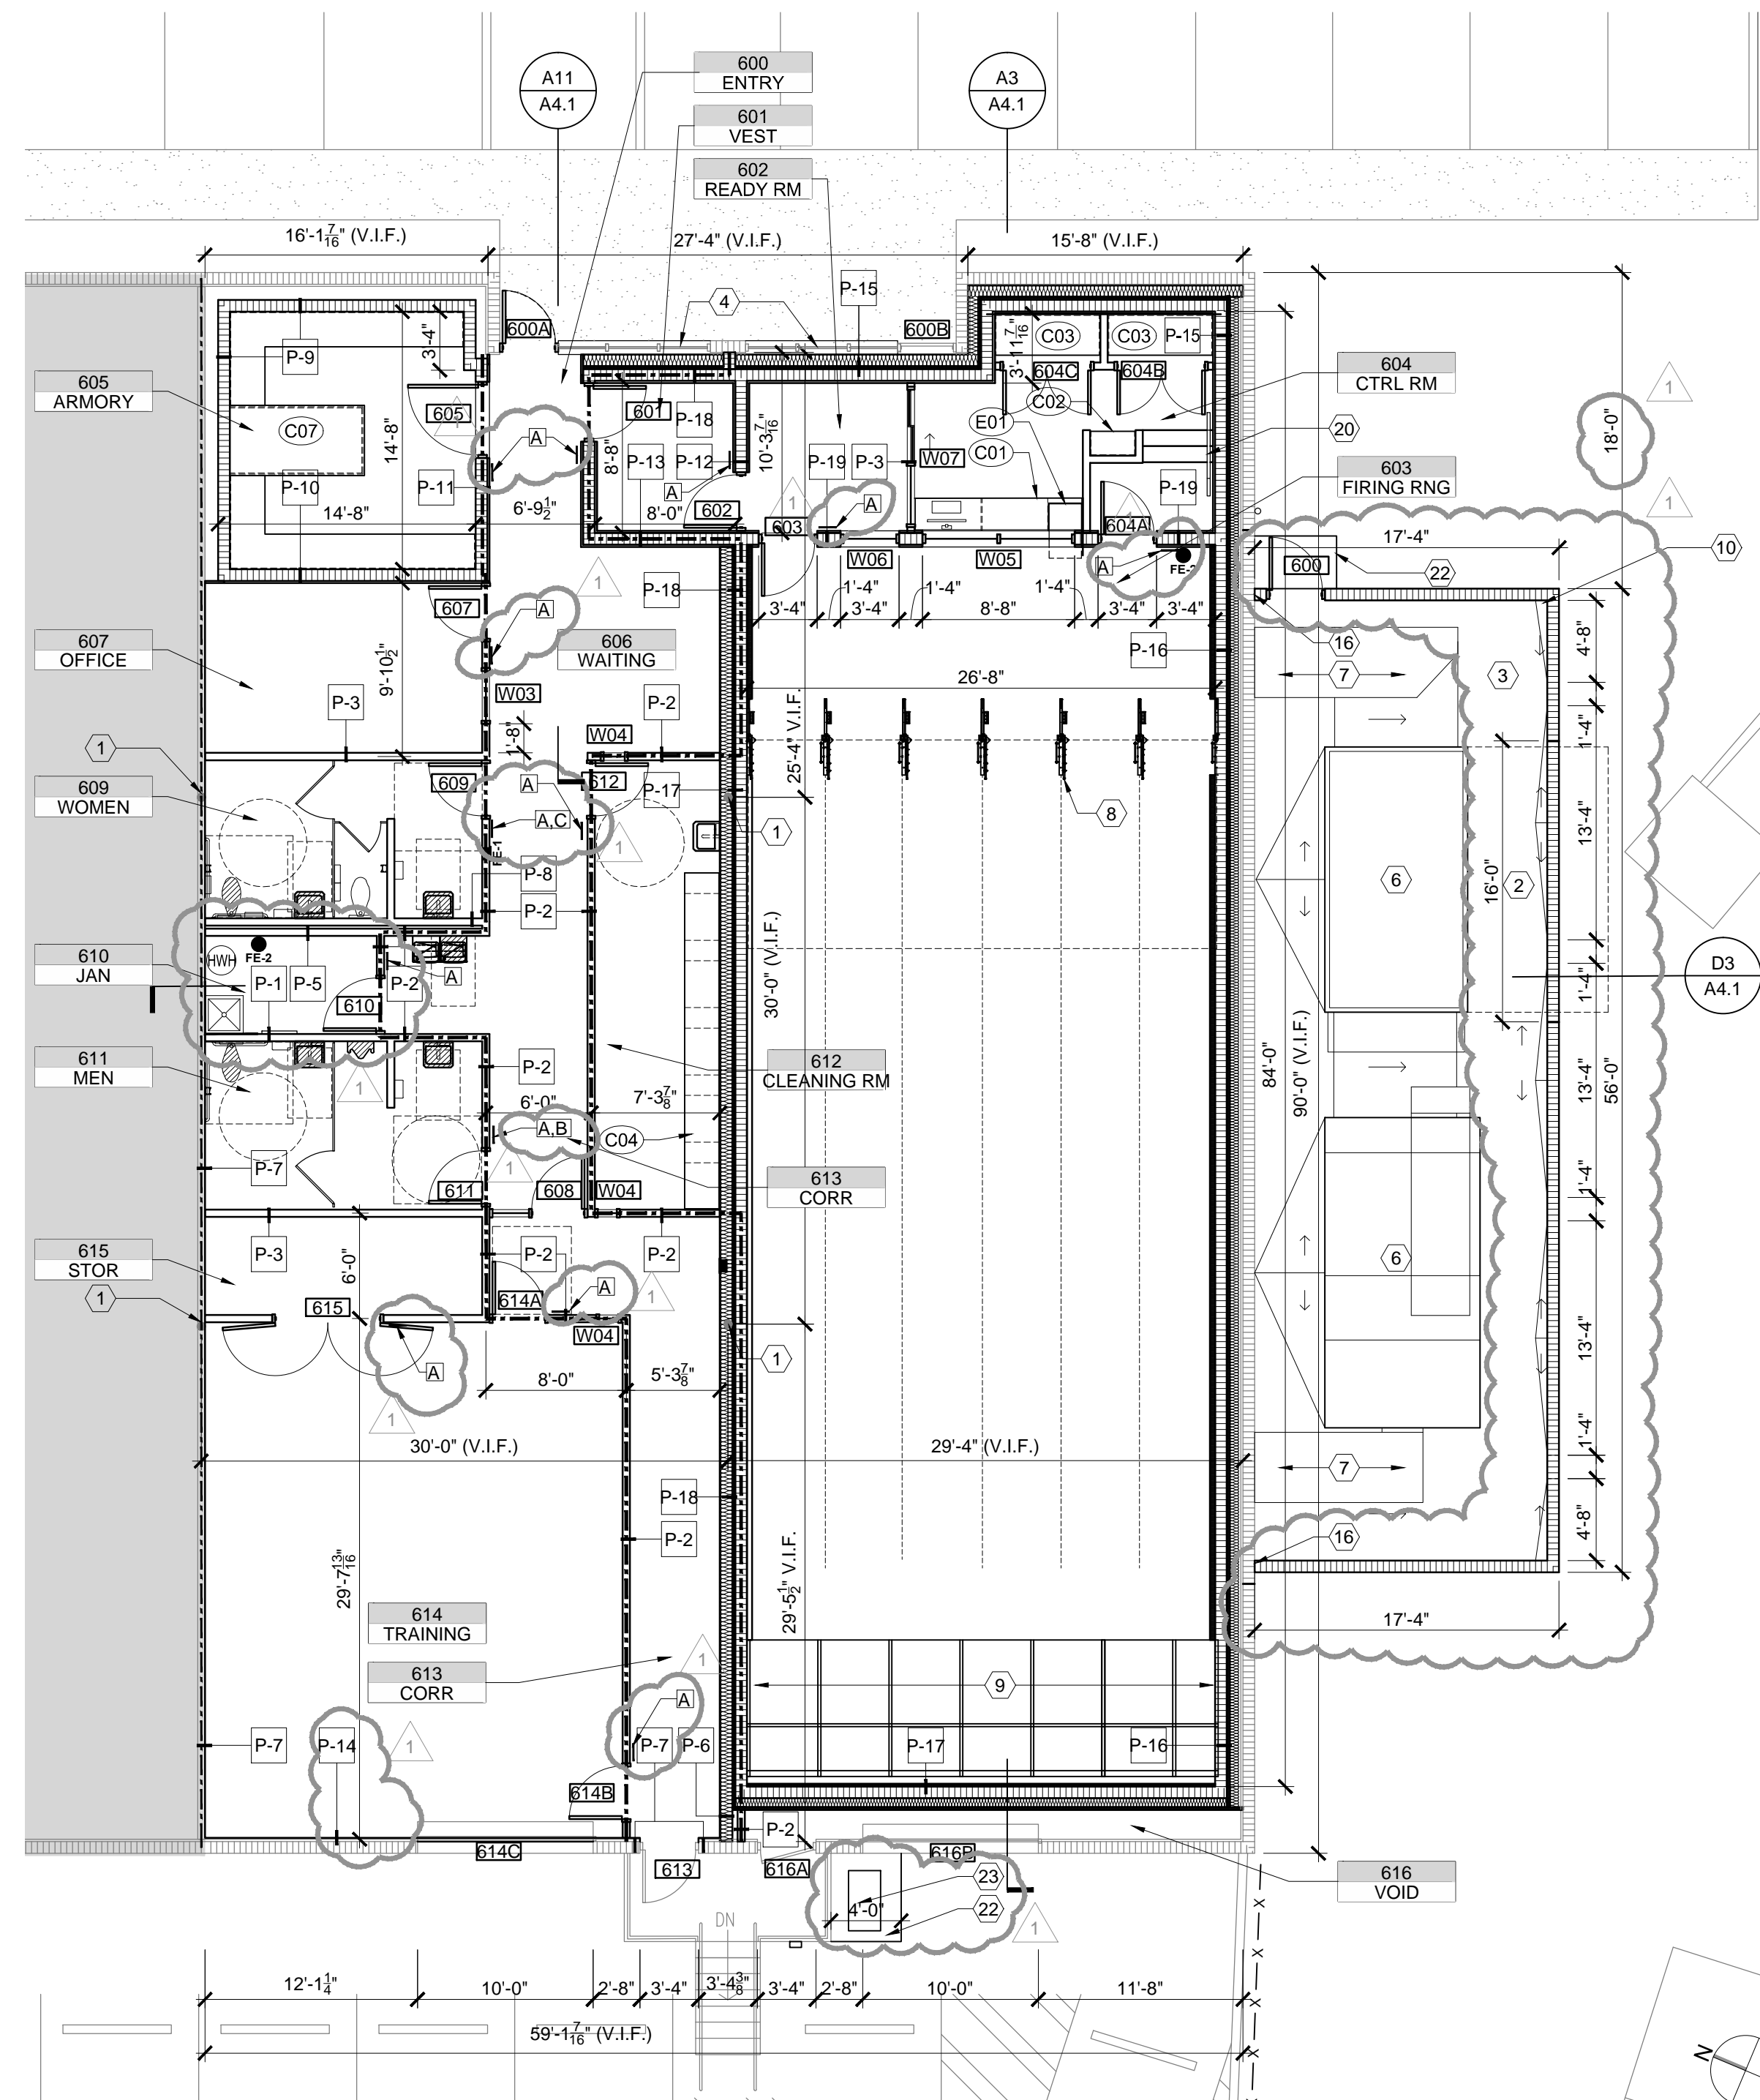 600
ENTRY
A11
A4.1
A3
A4.1
601
VEST
602
READY RM
16'-1 7/16" (V.I.F.)
27'-4" (V.I.F.)
15'-8" (V.I.F.)
P-15
4
600A
600B
C03
C03
P-15
3'-11 7/16"
3'-4"
P-9
604C
604B
604
CTRL RM
1
605
ARMORY
605
1
601
C02
18'-0"
C07
A
P-18
E01
20
14'-8"
8'-8"
10'-3 7/16"
P-13
P-12
P-19
P-3
W07
C01
603
FIRING RNG
P-10
P-11
A
1
A
P-19
1
1
14'-8"
6'-9 1/2"
8'-0"
602
603
604A
17'-4"
10
W06
W05
A
FE-2
600
22
1
P-18
1'-4"
1'-4"
1'-4"
607
A
3'-4"
3'-4"
8'-8"
3'-4"
3'-4"
4'-8"
607
OFFICE
606
WAITING
P-16
16
9'-10 1/2"
7
3
26'-8"
P-3
W03
P-2
1
1'-8"
W04
25'-4" V.I.F.
1'-4"
609
WOMEN
609
A
612
P-17
8
A,C
1
1
13'-4"
FE-1
P-8
6
16'-0"
2
P-2
30'-0" (V.I.F.)
610
JAN
HWH
FE-2
P-1
P-5
P-2
A
D3
A4.1
1'-4"
610
84'-0"
90'-0" (V.I.F.)
611
MEN
P-2
612
CLEANING RM
13'-4"
56'-0"
1
6'-0"
7'-3 7/8"
A,B
C04
P-7
1
613
CORR
1'-4"
611
608
W04
615
STOR
P-3
P-2
P-2
6
6'-0"
1
615
614A
A
1
W04
1
13'-4"
A
8'-0"
5'-3 7/8"
1
30'-0" (V.I.F.)
29'-4" (V.I.F.)
1'-4"
7
P-18
P-2
4'-8"
16
29'-7 13/16"
29'-5 1/2" V.I.F.
614
TRAINING
17'-4"
1
613
CORR
A
9
P-7
P-14
1
P-7
P-6
P-17
P-16
614B
P-2
614C
613
616A
616B
23
616
VOID
4'-0"
22
DN
1
x
12'-1 1/4"
10'-0"
2'-8"
3'-4"
3'-4 3/8"
3'-4"
2'-8"
10'-0"
11'-8"
x
x
59'-1 7/16" (V.I.F.)
x
x
N